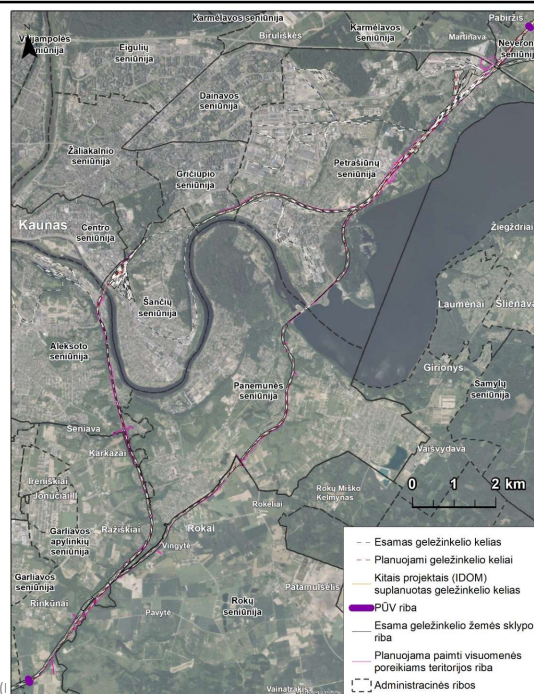 Karmėlavos seniūnija
Pabiržis
Vilijampolės
seniūnija
Eigulių
seniūnija
Biruliškės
Karmėlavos
seniūnija
Martinava
Neveronių
seniūnija
Dainavos
seniūnija
Žaliakalnio
seniūnija
Gričiupio
seniūnija
Petrašiūnų
seniūnija
Kaunas
Centro
seniūnija
Žiegždriai
Šančių
seniūnija
Laumėnai
Šlienava
Aleksoto
seniūnija
Girionys
Panemunės
seniūnija
Samylų
seniūnija
Seniava
Karkazai
Vaišvydava
Ireniškiai
Jonučiai II
Rokų Miško
Kelmynas
0 1 2 km
Rokeliai
Garliavos
apylinkių
seniūnija
Ražiškiai
Rokai
Vingytė
Garliavos
seniūnija
Rinkūnai
Pavytė
Rokų
seniūnija
Patamulšėlis
Vainatrakis
Esamas geležinkelio kelias
Planuojami geležinkelio keliai
Kitais projektais (IDOM)
suplanuotas geležinkelio kelias
PŪV riba
Esama geležinkelio žemės sklypo
riba
Planuojama paimti visuomenės
poreikiams teritorijos riba
Administracinės ribos